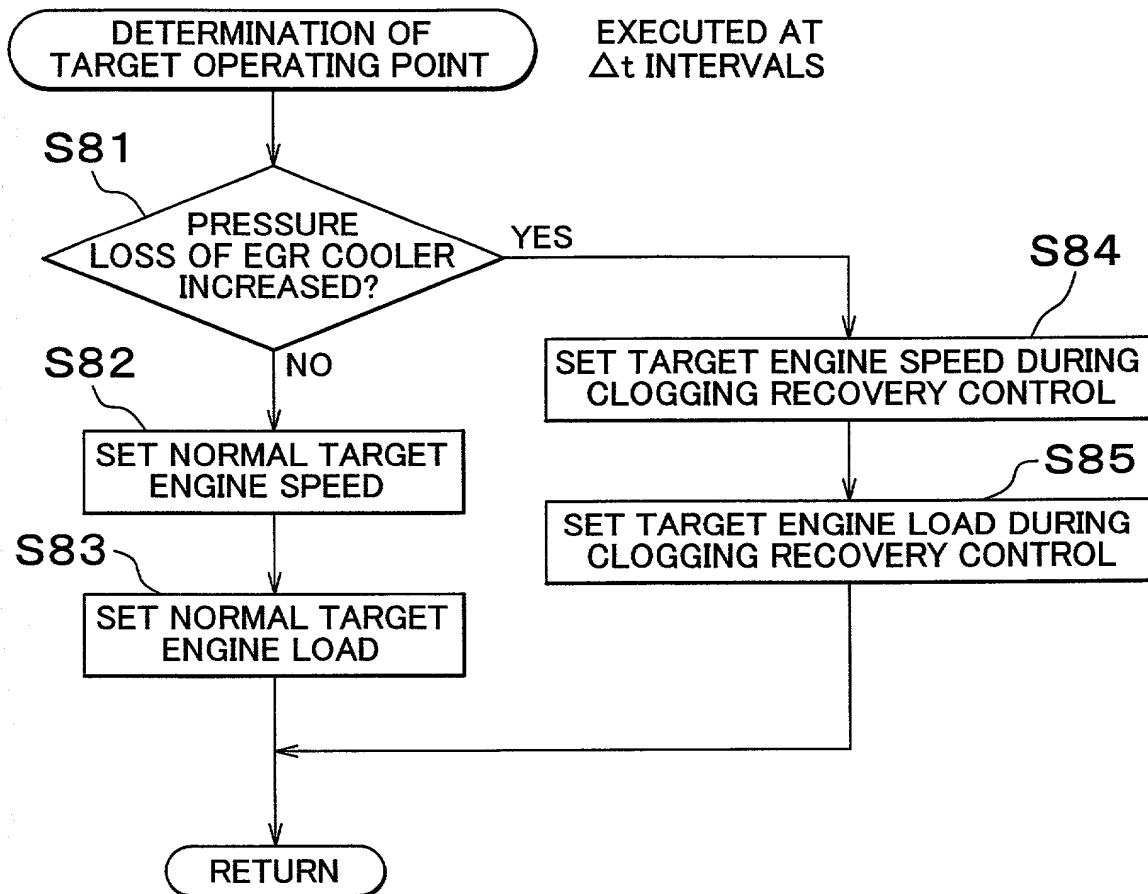 DETERMINATION OF
TARGET OPERATING POINT
EXECUTED AT
Δt INTERVALS
S81
PRESSURE
LOSS OF EGR COOLER
INCREASED?
YES
NO
S84
SET TARGET ENGINE SPEED DURING
CLOGGING RECOVERY CONTROL
S82
SET NORMAL TARGET
ENGINE SPEED
S85
SET TARGET ENGINE LOAD DURING
CLOGGING RECOVERY CONTROL
S83
SET NORMAL TARGET
ENGINE LOAD
RETURN